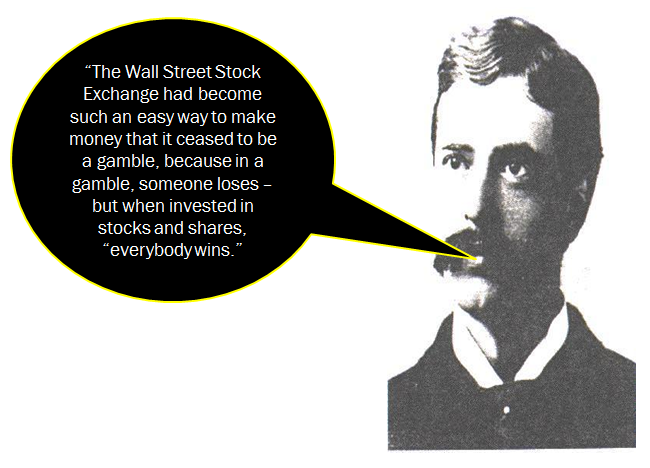 “The Wall Street Stock
Exchange had become
such an easy way to make
money that it ceased to be
a gamble, because in a
gamble, someone loses –
but when invested in
stocks and shares,
“everybody wins.”